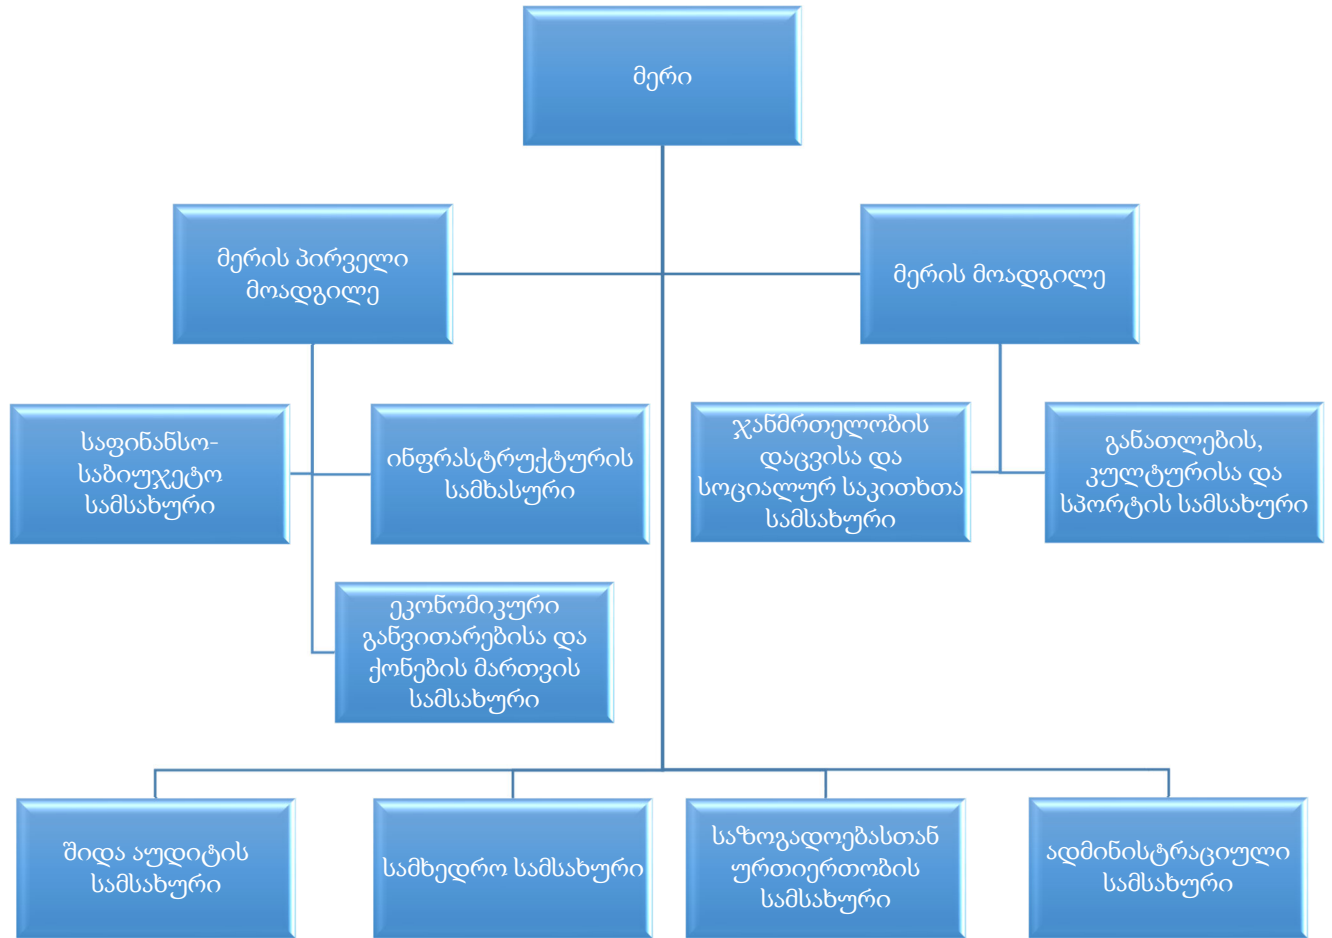 მერი
მერის პირველი
მოადგილე
მერის მოადგილე
საფინანსო-
საბიუჯეტო
სამსახური
ინფრასტრუქტურის
სამხასური
ჯანმრთელობის
დაცვისა და
სოციალურ საკითხთა
სამსახური
განათლების,
კულტურისა და
სპორტის სამსახური
ეკონომიკური
განვითარებისა და
ქონების მართვის
სამსახური
შიდა აუდიტის
სამსახური
სამხედრო სამსახური
საზოგადოებასთან
ურთიერთობის
სამსახური
ადმინისტრაციული
სამსახური